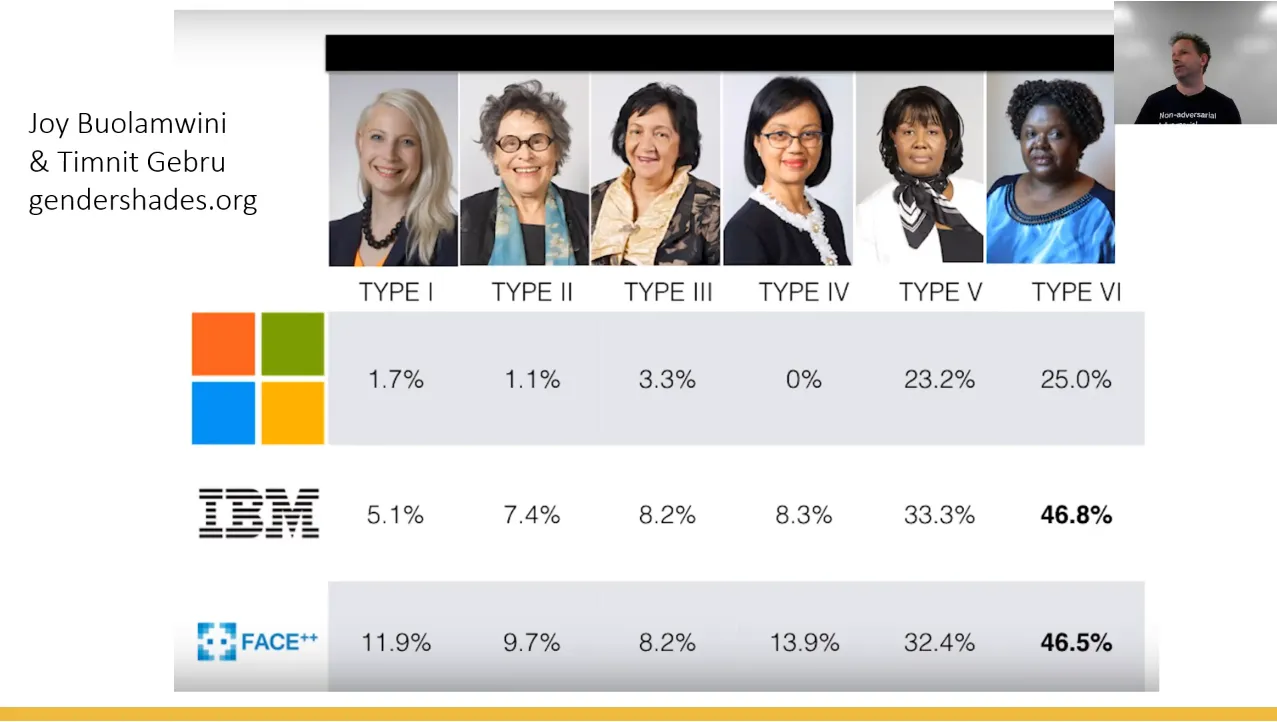 Joy Buolamwini
& Timnit Gebru
gendershades.org
Non-adversarial
TYPE I TYPE II TYPE III TYPE IV TYPE V TYPE VI
1.7% 1.1% 3.3% 0% 23.2% 25.0%
IBM 5.1% 7.4% 8.2% 8.3% 33.3% 46.8%
FACE++ 11.9% 9.7% 8.2% 13.9% 32.4% 46.5%